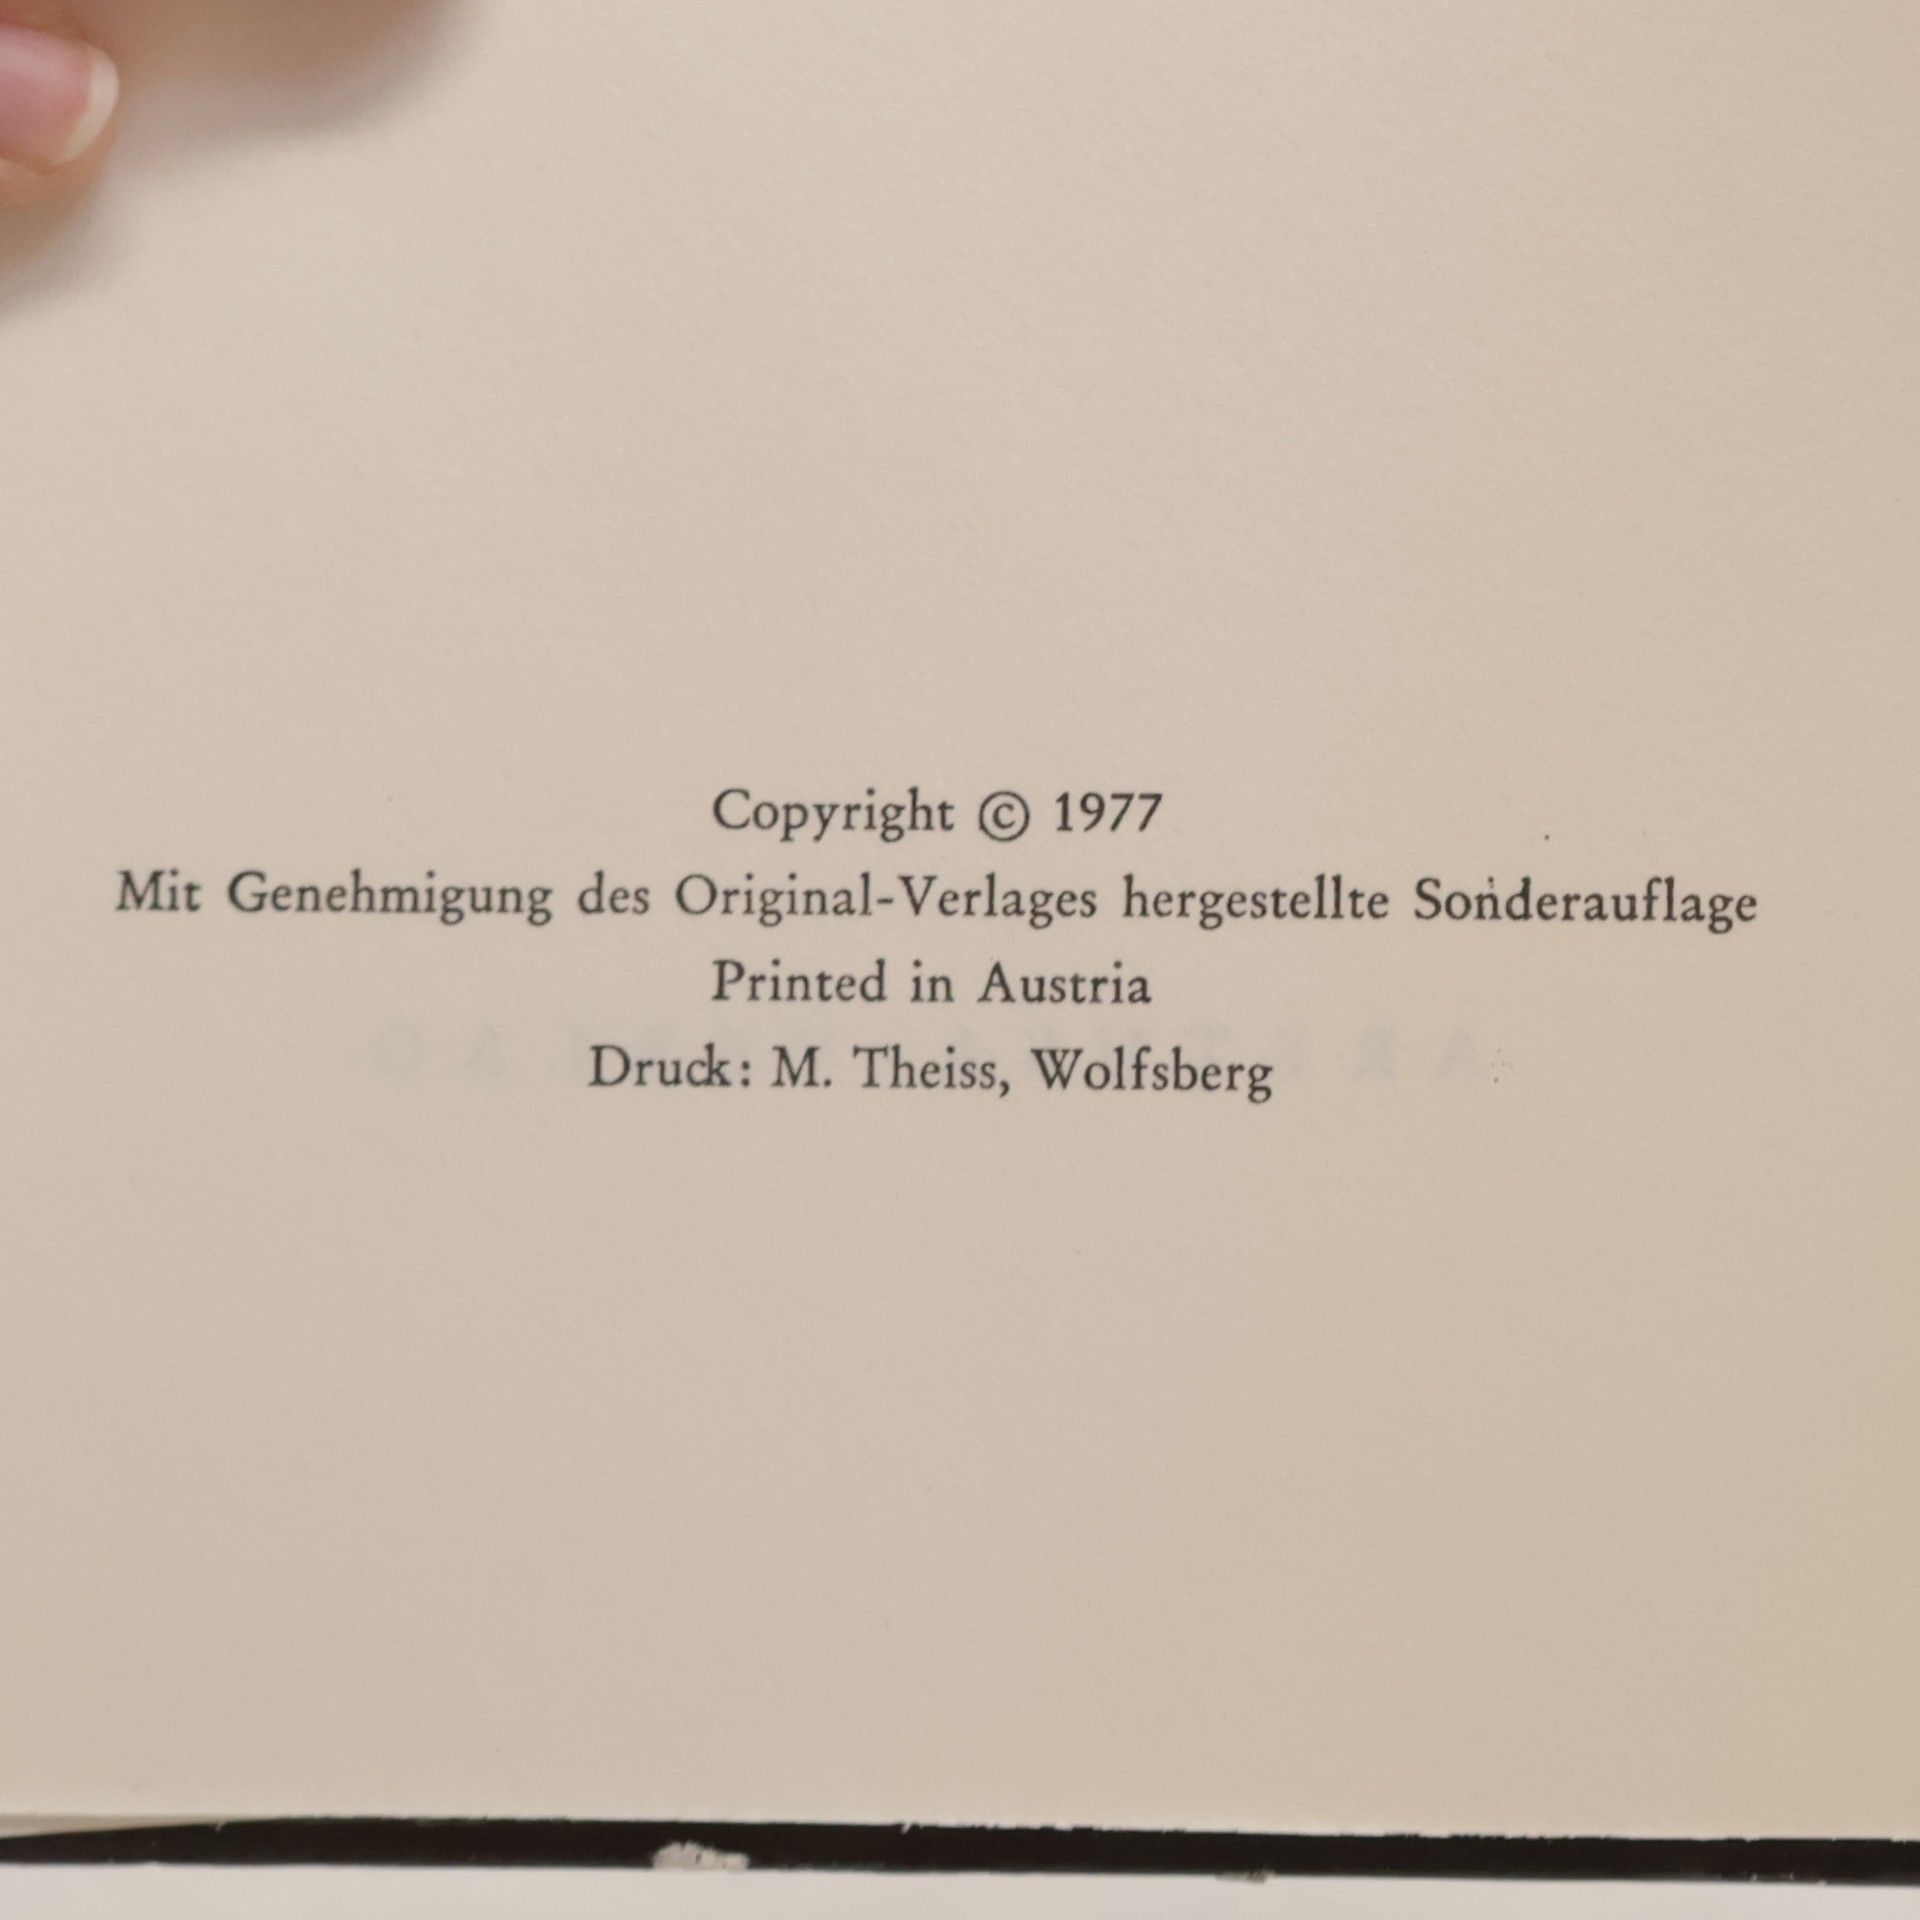 Copyright © 1977
Mit Genehmigung des Original-Verlages hergestellte Sonderauflage
Printed in Austria
Druck: M. Theiss, Wolfsberg